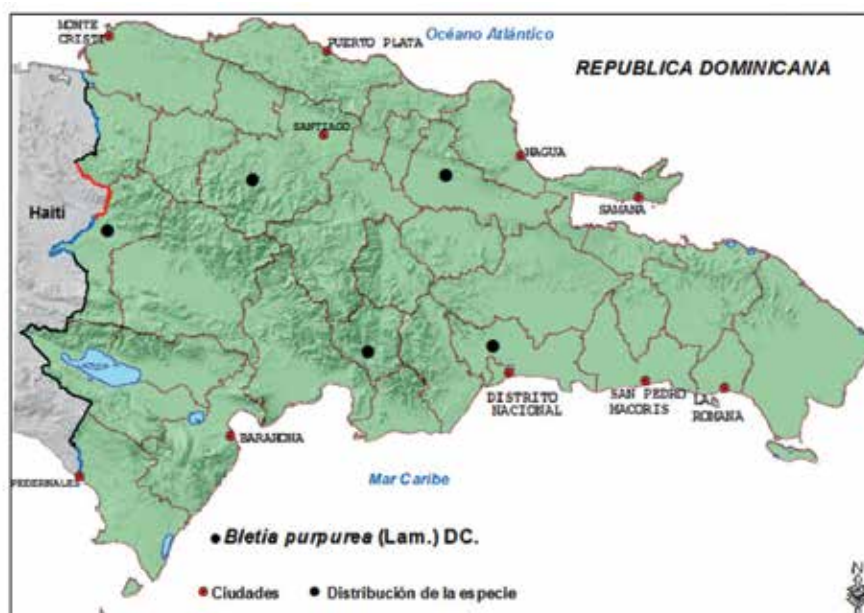 MONTE
CRISTI
PUERTO PLATA
Océano Atlántico
REPUBLICA DOMINICANA
SANTIAGO
NAGUA
SAMANA
Haití
DISTRITO
NACIONAL
SAN PEDRO
MACORIS
LA
ROMANA
BARAHONA
Mar Caribe
PEDERNALES
Bletia purpurea (Lam.) DC.
Ciudades
Distribución de la especie
N